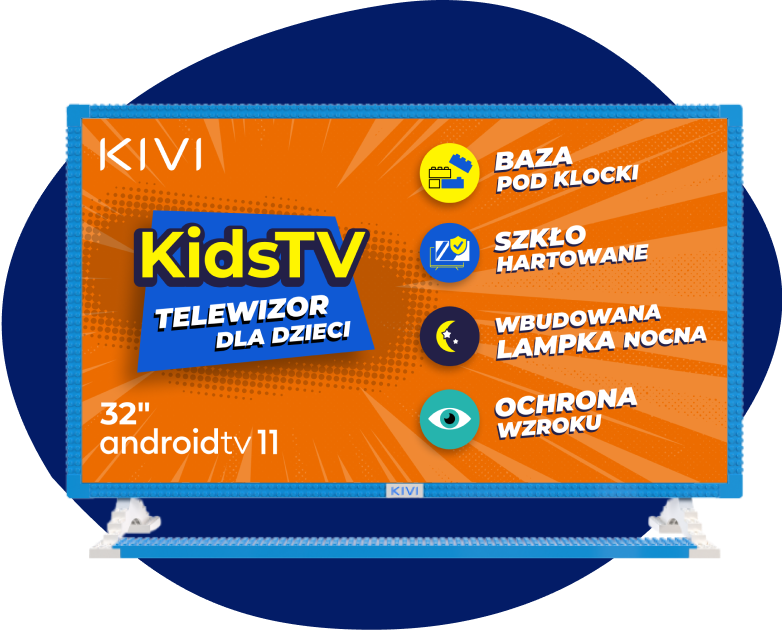 KIVI
KidsTV
TELEWIZOR
DLA DZIECI
32"
androidtv 11
BAZA
POD KLOCKI
SZKŁO
HARTOWANE
WBUDOWANA
LAMPKA NOCNA
OCHRONA
WZROKU
KIVI